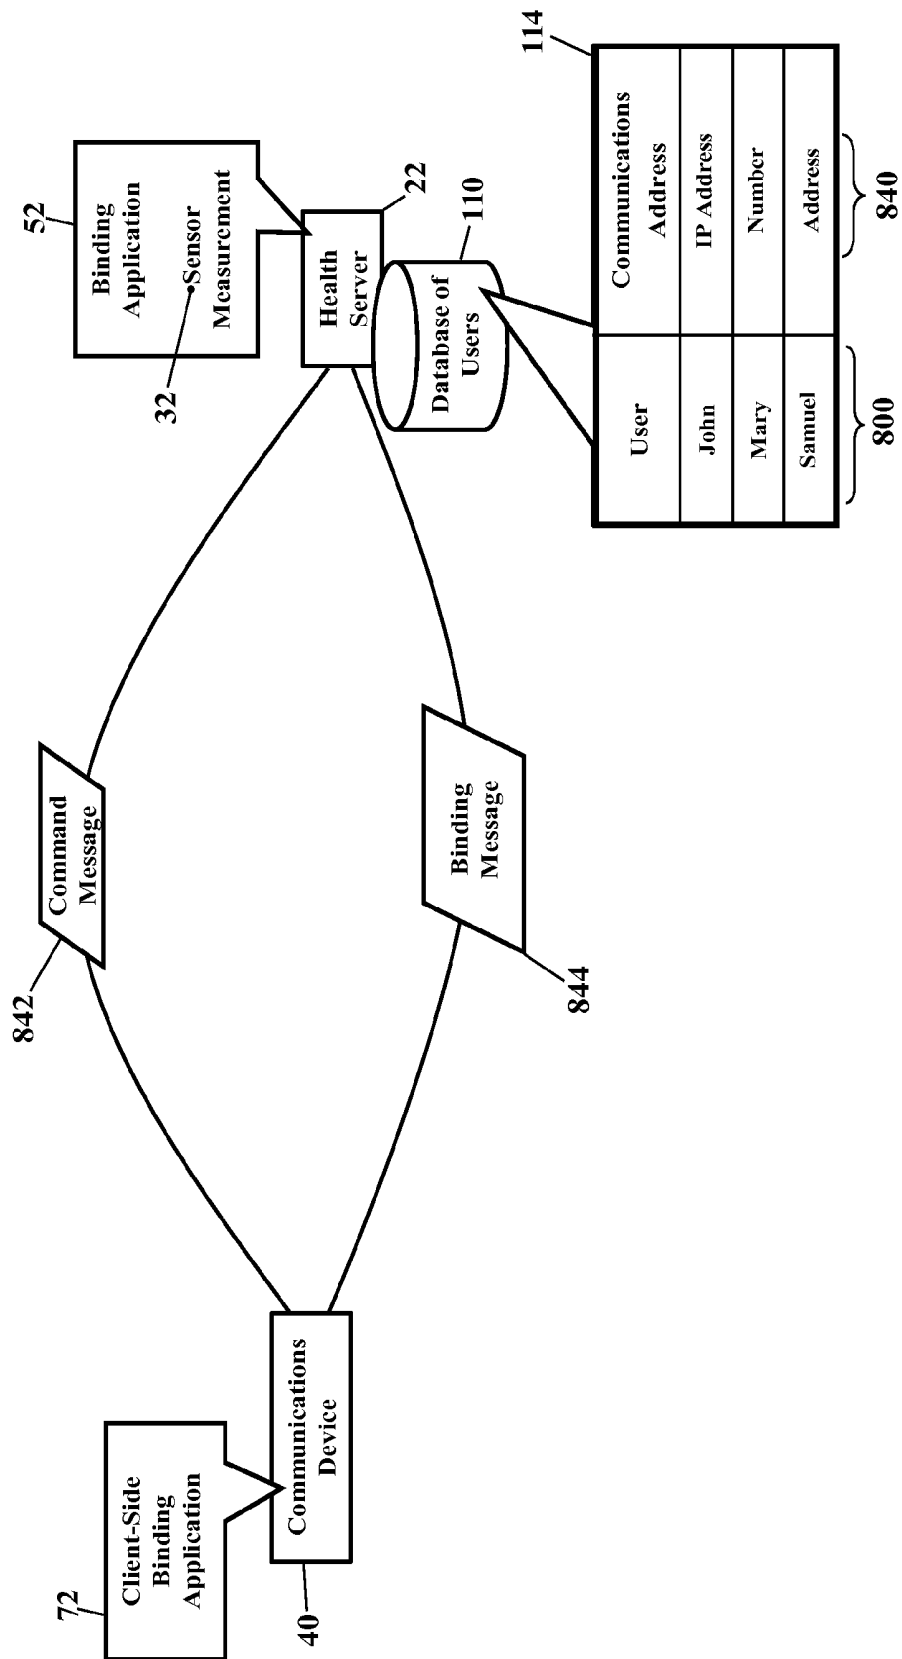 72
Client-Side
Binding
Application
Communications
Device
40
842
Command
Message
Binding
Message
844
52
Binding
Application
Sensor
Measurement
32
Health
Server
22
110
Database of
Users
114
User
Communications
Address
John
IP Address
Mary
Number
Samuel
Address
800
840